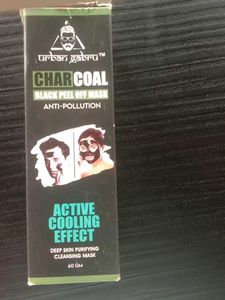 urban gabru™
CHARCOAL
BLACK PEEL OFF MASK
ANTI-POLLUTION
ACTIVE
COOLING
EFFECT
DEEP SKIN PURIFYING
CLEANSING MASK
60 GM